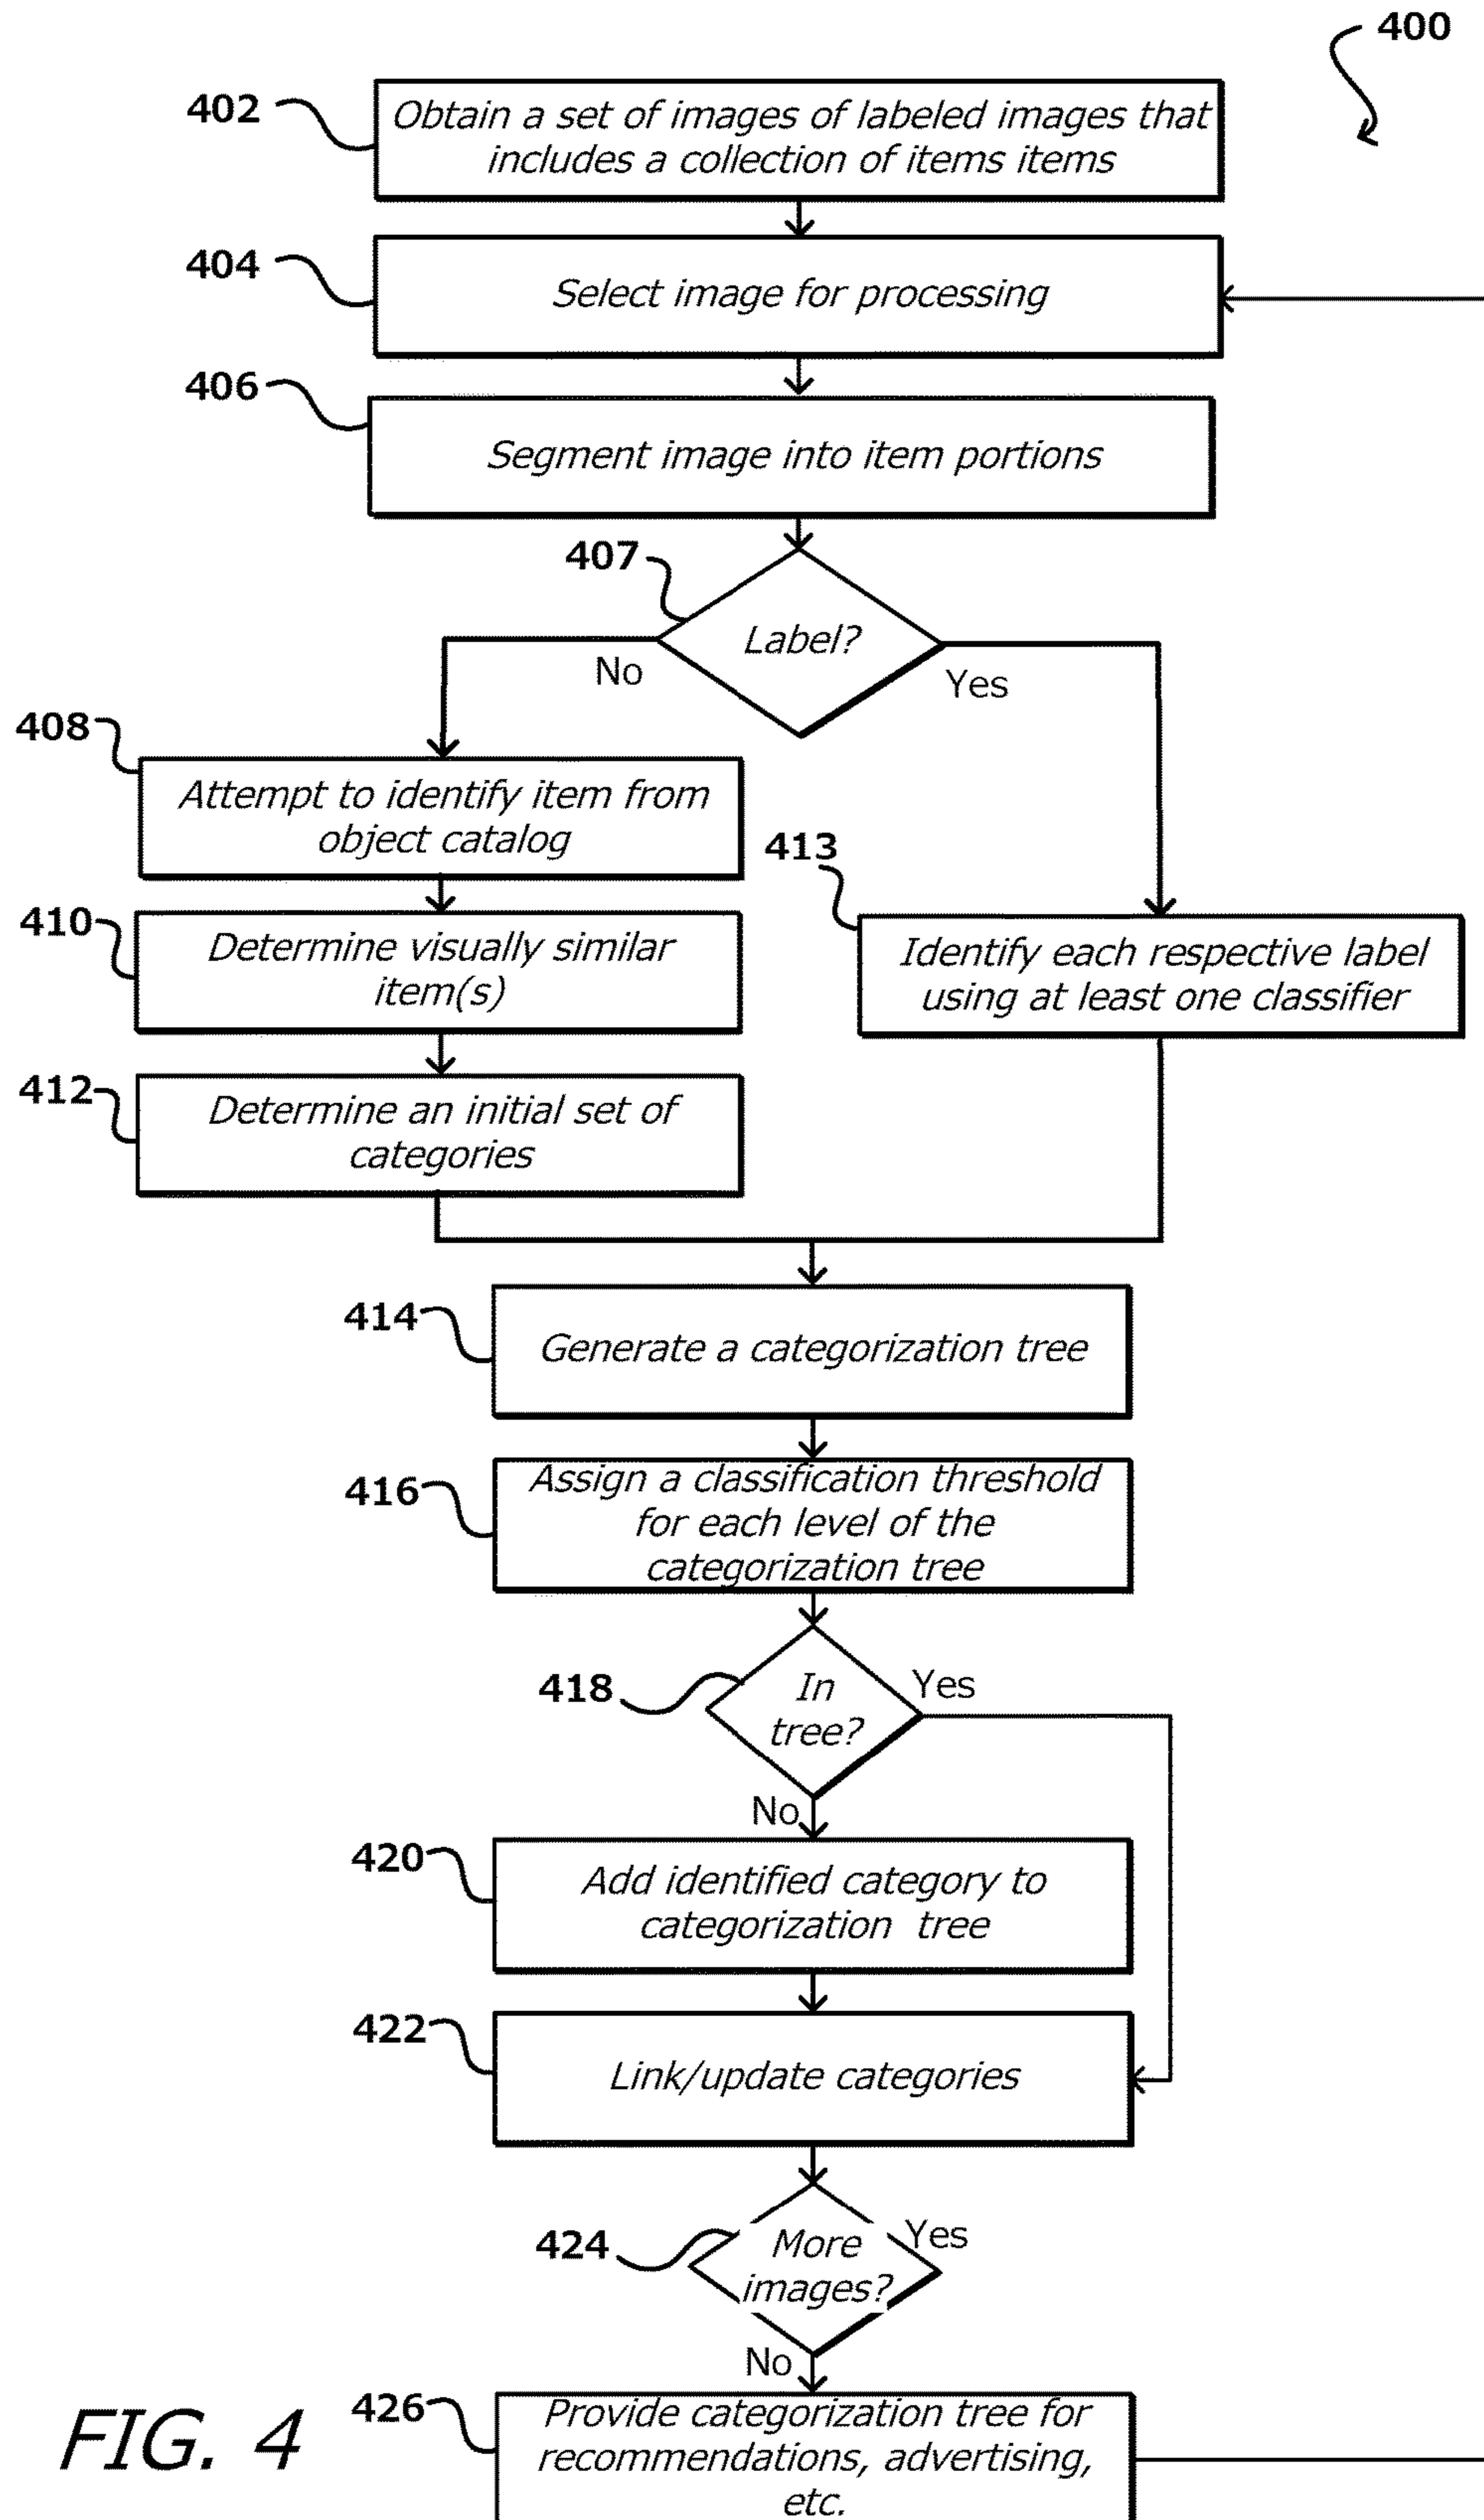 400
402
Obtain a set of images of labeled images that
includes a collection of items items
404
Select image for processing
406
Segment image into item portions
407
Label?
No
Yes
408
Attempt to identify item from
object catalog
413
410
Determine visually similar
item(s)
Identify each respective label
using at least one classifier
412
Determine an initial set of
categories
414
Generate a categorization tree
416
Assign a classification threshold
for each level of the
categorization tree
418
In
tree?
Yes
No
420
Add identified category to
categorization tree
422
Link/update categories
424
More
images?
Yes
No
426
Provide categorization tree for
recommendations, advertising,
etc.
FIG. 4